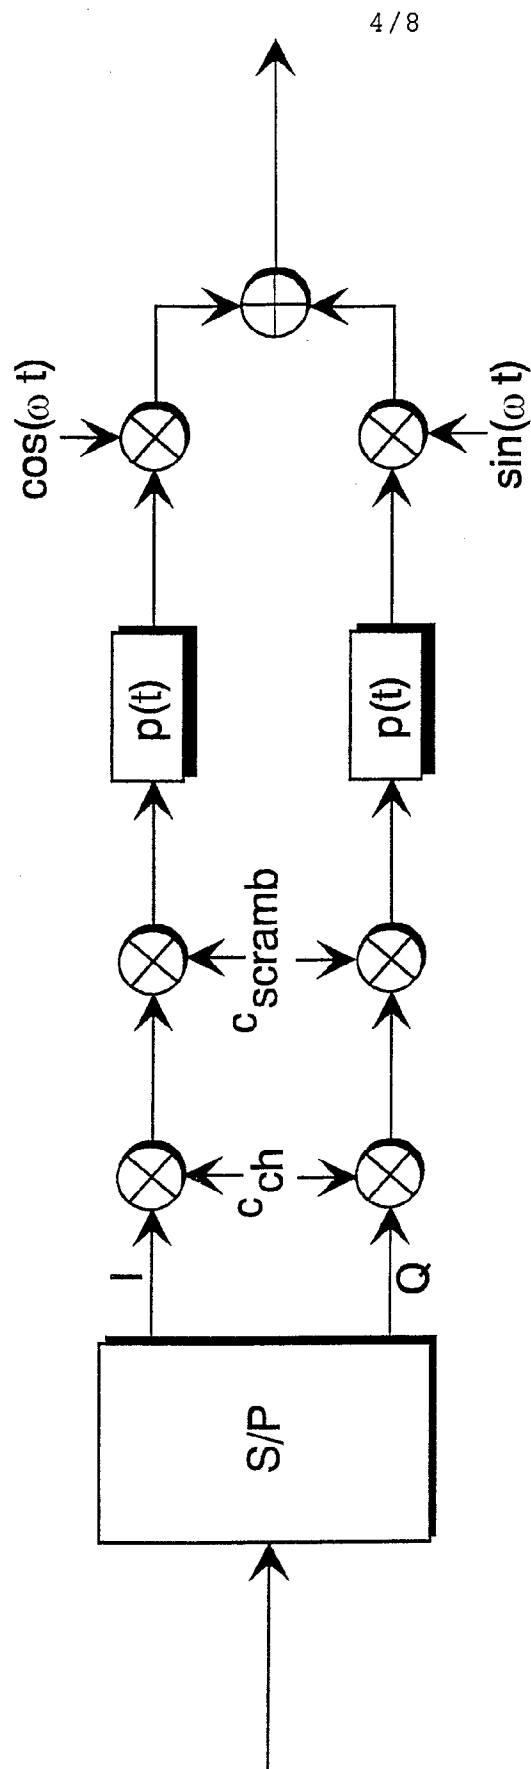 4/8
cos(ω t)
sin(ω t)
p(t)
p(t)
c scramb
c ch
I
Q
S/P